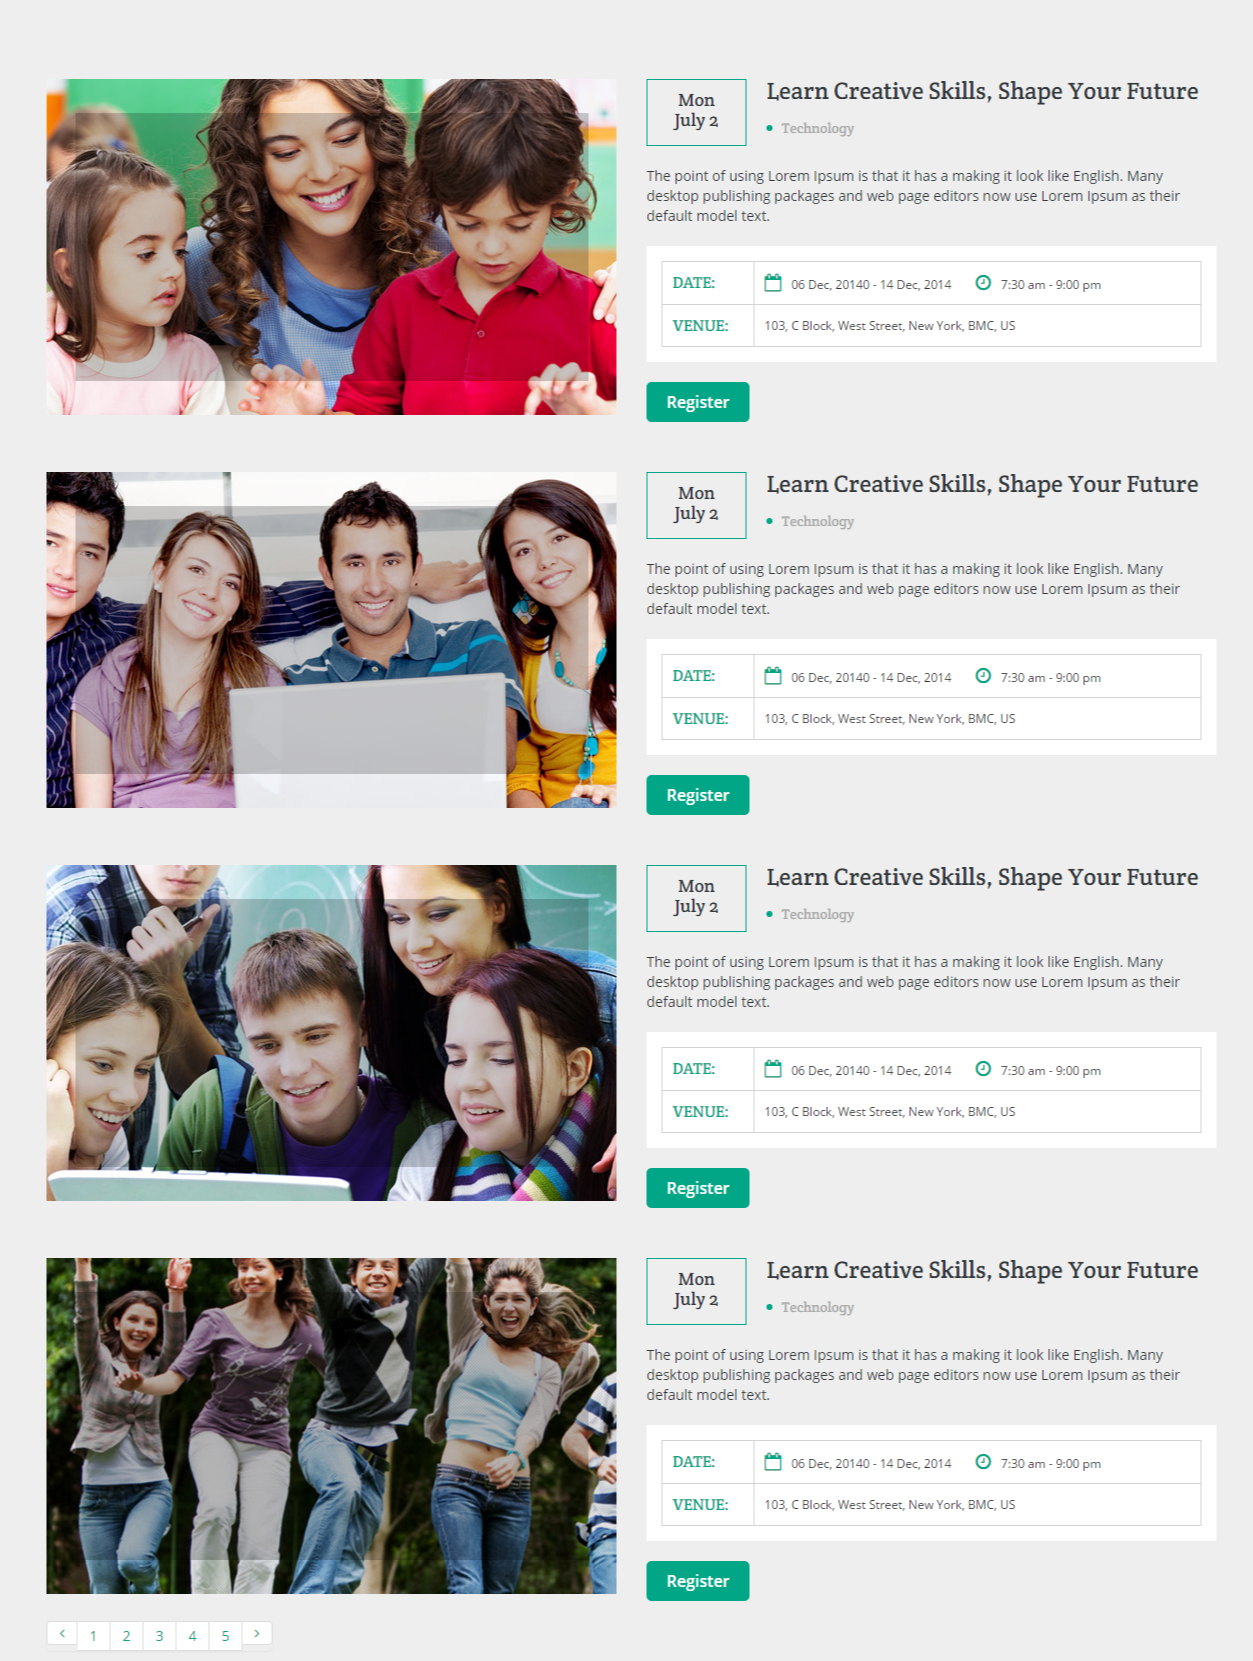 Mon
July 2
Learn Creative Skills, Shape Your Future
Technology
The point of using Lorem Ipsum is that it has a making it look like English. Many
desktop publishing packages and web page editors now use Lorem Ipsum as their
default model text.
DATE: 06 Dec, 20140 - 14 Dec, 2014 7:30 am - 9:00 pm
VENUE: 103, C Block, West Street, New York, BMC, US
Register
Mon
July 2
Learn Creative Skills, Shape Your Future
Technology
The point of using Lorem Ipsum is that it has a making it look like English. Many
desktop publishing packages and web page editors now use Lorem Ipsum as their
default model text.
DATE: 06 Dec, 20140 - 14 Dec, 2014 7:30 am - 9:00 pm
VENUE: 103, C Block, West Street, New York, BMC, US
Register
Mon
July 2
Learn Creative Skills, Shape Your Future
Technology
The point of using Lorem Ipsum is that it has a making it look like English. Many
desktop publishing packages and web page editors now use Lorem Ipsum as their
default model text.
DATE: 06 Dec, 20140 - 14 Dec, 2014 7:30 am - 9:00 pm
VENUE: 103, C Block, West Street, New York, BMC, US
Register
Mon
July 2
Learn Creative Skills, Shape Your Future
Technology
The point of using Lorem Ipsum is that it has a making it look like English. Many
desktop publishing packages and web page editors now use Lorem Ipsum as their
default model text.
DATE: 06 Dec, 20140 - 14 Dec, 2014 7:30 am - 9:00 pm
VENUE: 103, C Block, West Street, New York, BMC, US
Register
< 1 2 3 4 5 >